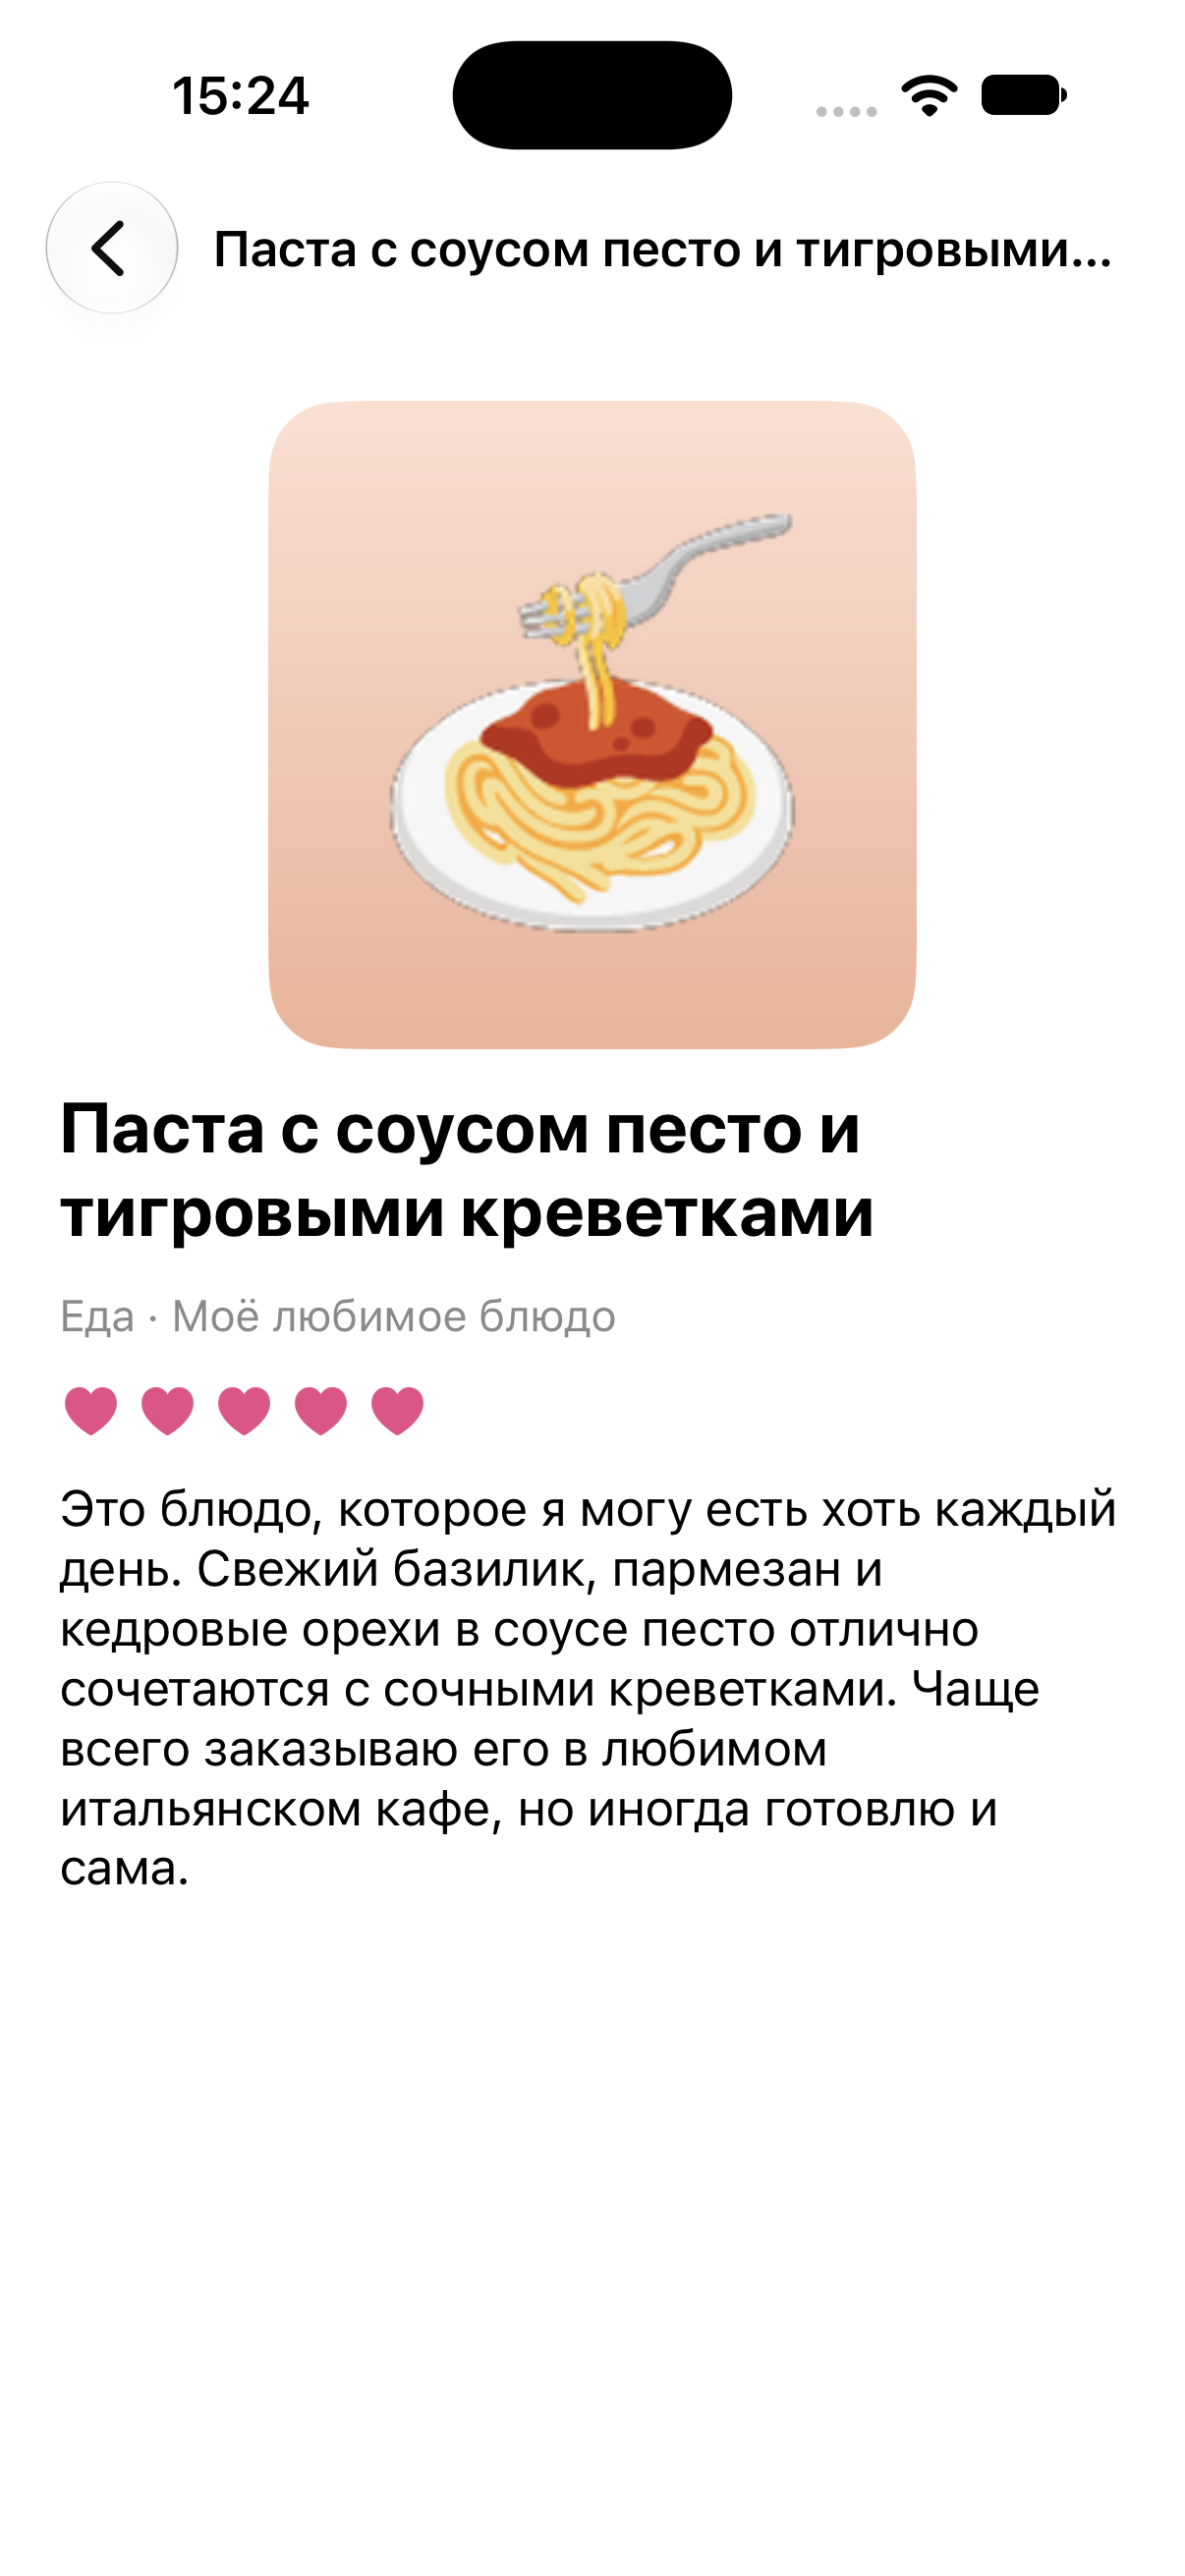 15:24
Паста с соусом песто и тигровыми...
Паста с соусом песто и
тигровыми креветками
Еда · Моё любимое блюдо
Это блюдо, которое я могу есть хоть каждый
день. Свежий базилик, пармезан и
кедровые орехи в соусе песто отлично
сочетаются с сочными креветками. Чаще
всего заказываю его в любимом
итальянском кафе, но иногда готовлю и
сама.